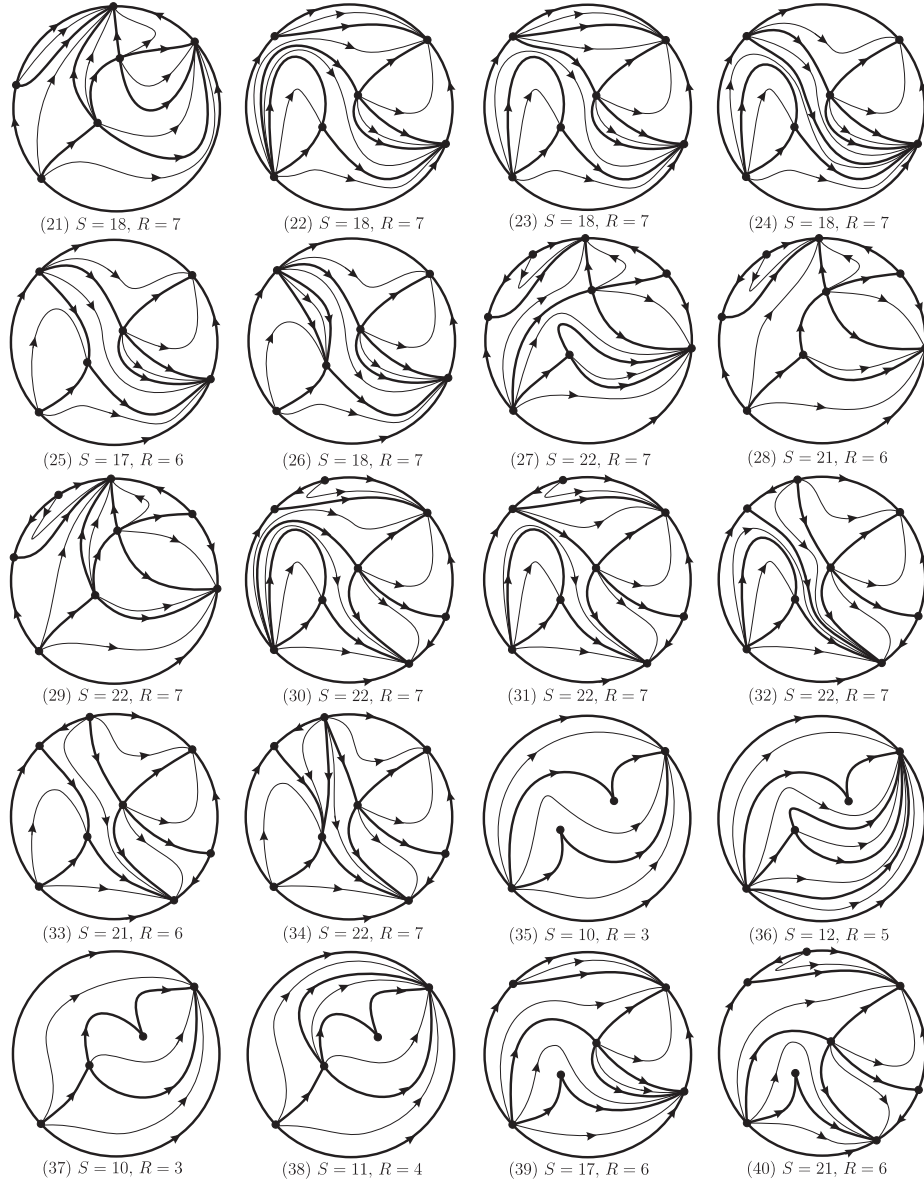 (21) S = 18, R = 7
(22) S = 18, R = 7
(23) S = 18, R = 7
(24) S = 18, R = 7
(25) S = 17, R = 6
(26) S = 18, R = 7
(27) S = 22, R = 7
(28) S = 21, R = 6
(29) S = 22, R = 7
(30) S = 22, R = 7
(31) S = 22, R = 7
(32) S = 22, R = 7
(33) S = 21, R = 6
(34) S = 22, R = 7
(35) S = 10, R = 3
(36) S = 12, R = 5
(37) S = 10, R = 3
(38) S = 11, R = 4
(39) S = 17, R = 6
(40) S = 21, R = 6